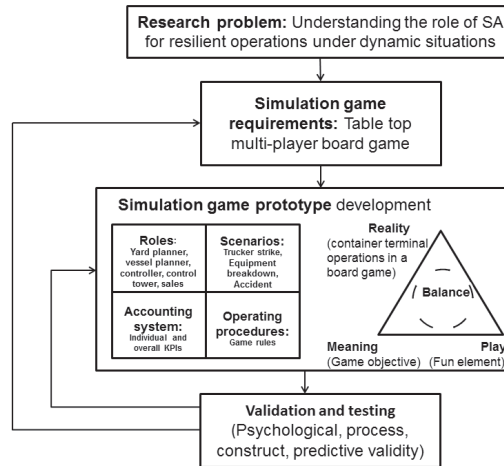 Research problem: Understanding the role of SA
for resilient operations under dynamic situations
Simulation game
requirements: Table top
multi-player board game
Simulation game prototype development
Roles:
Yard planner,
vessel planner,
controller, control
tower, sales
Scenarios:
Trucker strike,
Equipment
breakdown,
Accident
Accounting
system:
Individual and
overall KPIs
Operating
procedures:
Game rules
Reality
(container terminal
operations in a
board game)
Balance
Meaning
(Game objective)
Play
(Fun element)
Validation and testing
(Psychological, process,
construct, predictive validity)